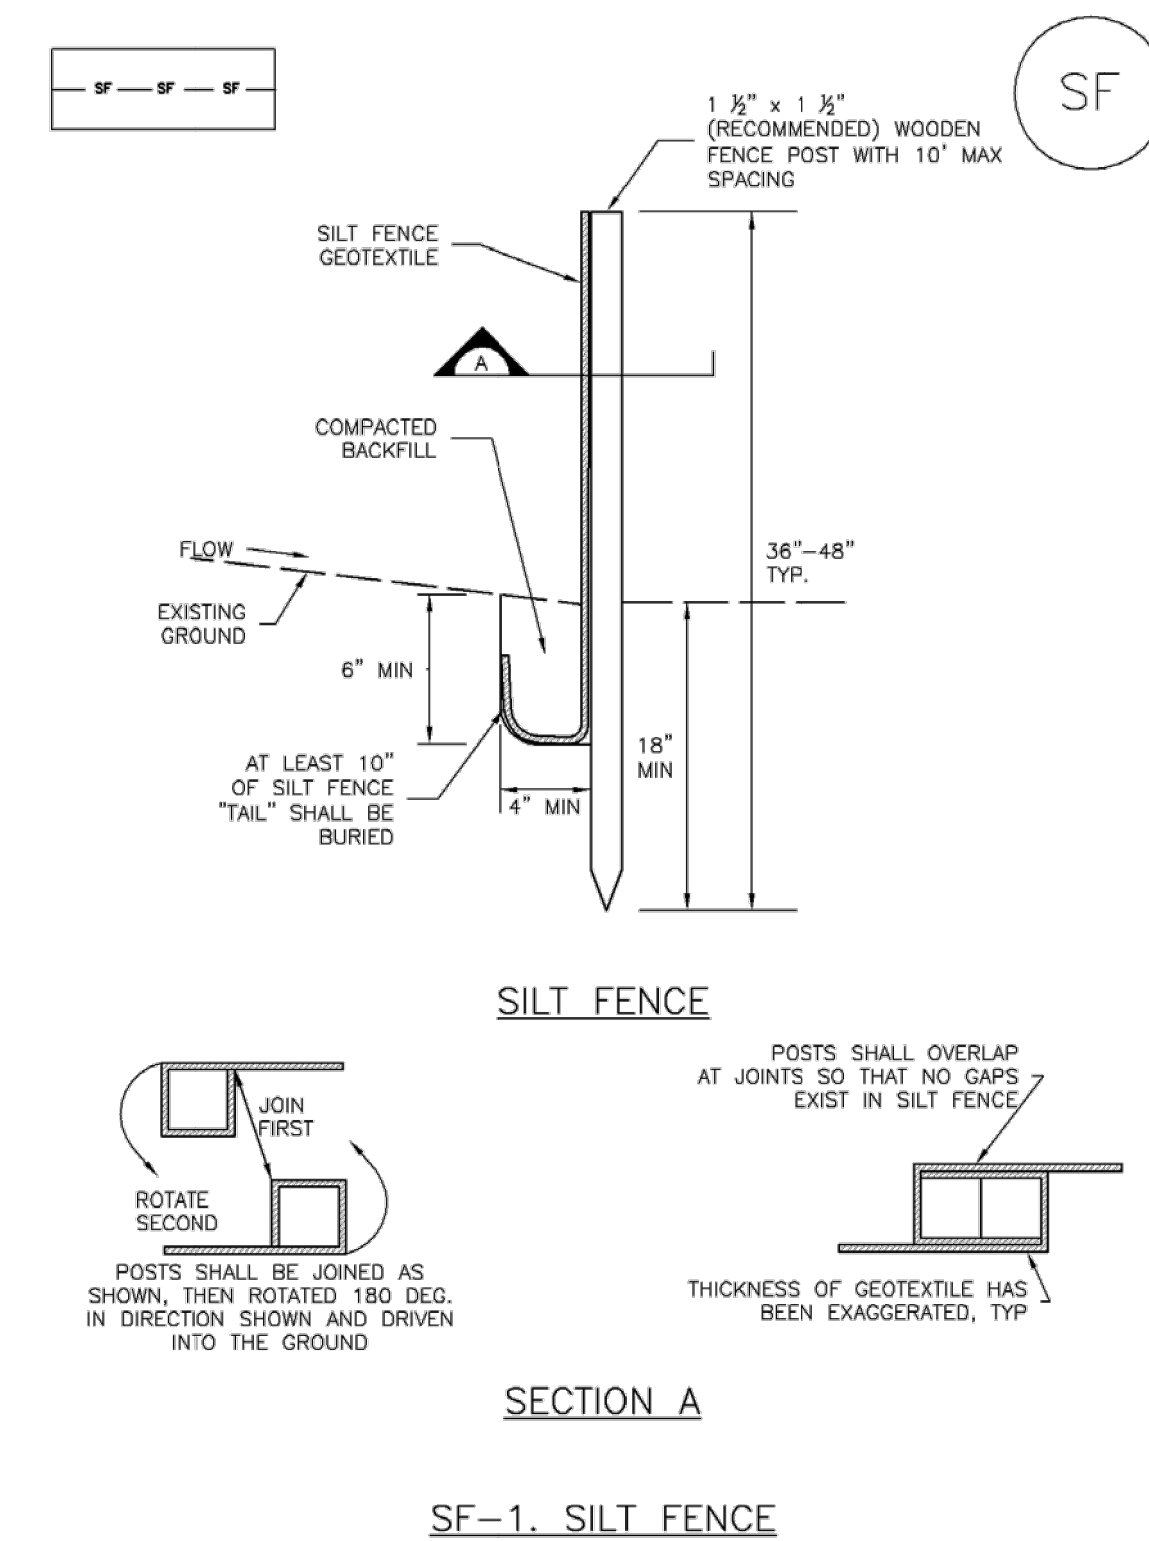 SF SF SF
SF
1 ½" x 1 ½"
(RECOMMENDED) WOODEN
FENCE POST WITH 10' MAX
SPACING
SILT FENCE
GEOTEXTILE
A
COMPACTED
BACKFILL
FLOW
36"-48"
TYP.
EXISTING
GROUND
6" MIN
18"
MIN
AT LEAST 10"
OF SILT FENCE
"TAIL" SHALL BE
BURIED
4" MIN
SILT FENCE
JOIN
FIRST
ROTATE
SECOND
POSTS SHALL BE JOINED AS
SHOWN, THEN ROTATED 180 DEG.
IN DIRECTION SHOWN AND DRIVEN
INTO THE GROUND
POSTS SHALL OVERLAP
AT JOINTS SO THAT NO GAPS
EXIST IN SILT FENCE
THICKNESS OF GEOTEXTILE HAS
BEEN EXAGGERATED, TYP
SECTION A
SF-1. SILT FENCE